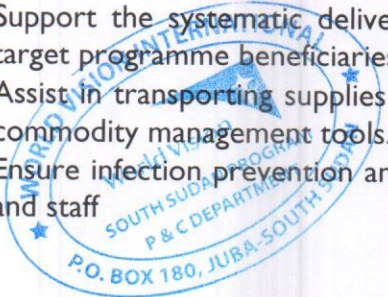 Support the systematic delive
target programme beneficiaries
Assist in transporting supplies
commodity management tools.
Ensure infection prevention an
and staff
WORLD VISION INTERNATIONAL
World Vision
SOUTH SUDAN PROGRAM
P & C DEPARTMENT
P.O. BOX 180, JUBA-SOUTH SUDAN